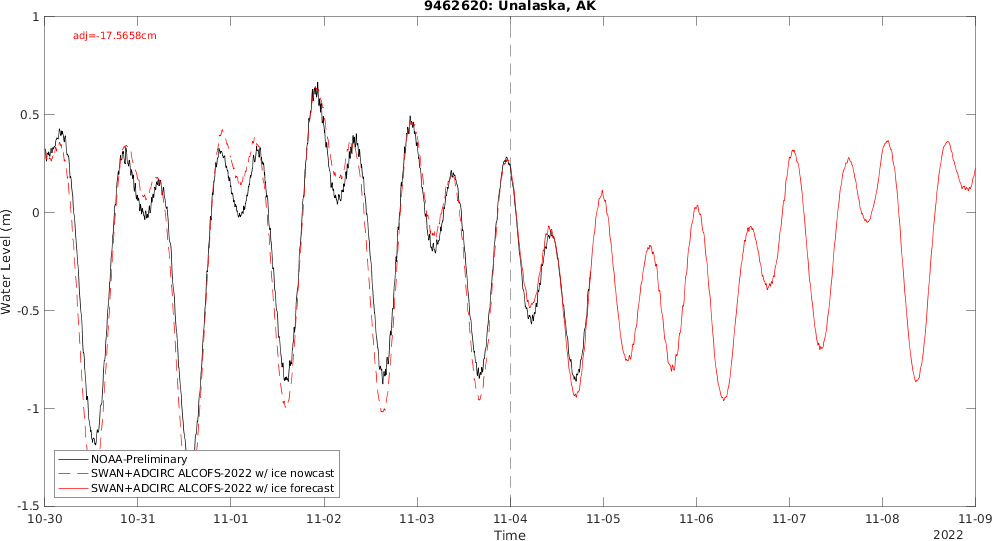 9462620: Unalaska, AK
adj=-17.5658cm
1
0.5
0
-0.5
-1
-1.5
Water Level (m)
NOAA-Preliminary
SWAN+ADCIRC ALCOFS-2022 w/ ice nowcast
SWAN+ADCIRC ALCOFS-2022 w/ ice forecast
10-30 10-31 11-01 11-02 11-03 11-04 11-05 11-06 11-07 11-08 11-09
Time
2022